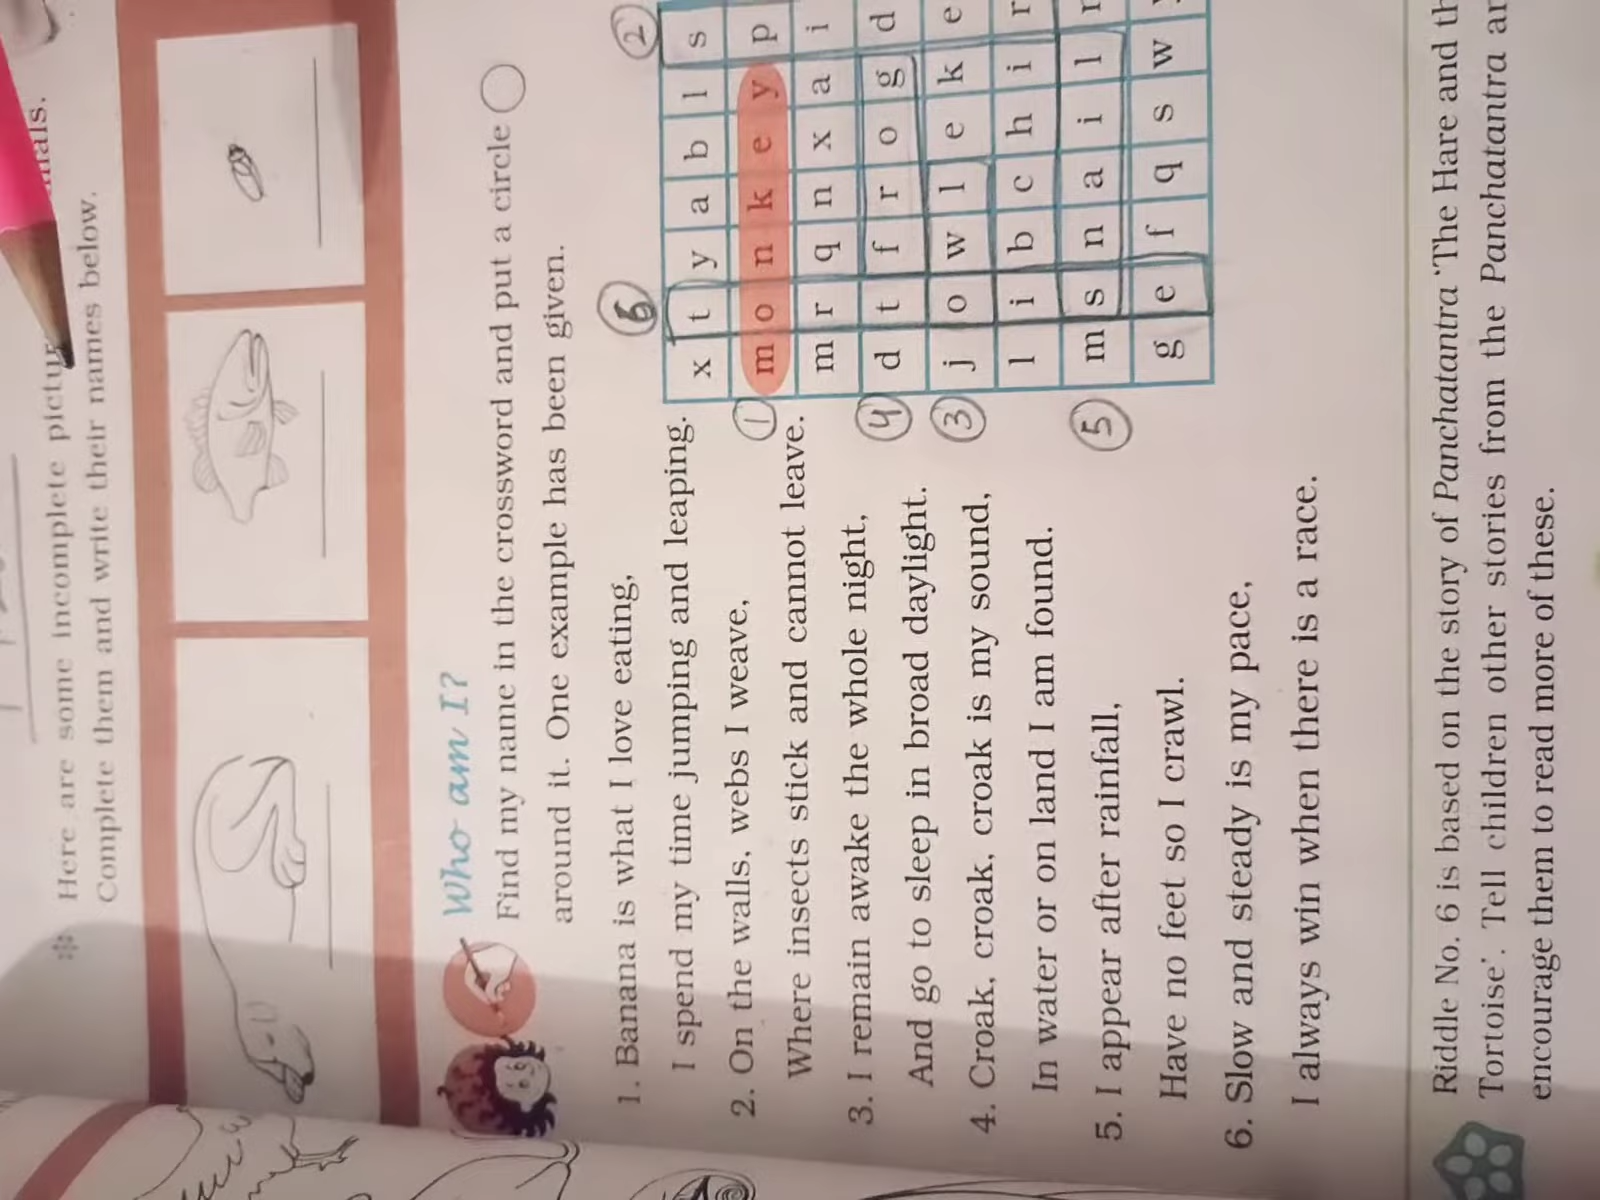 Here are some incomplete
Complete them and write their names below.
Who am I?
Find my name in the crossword and put a circle
around it. One example has been given.
1. Banana is what I love eating,
I spend my time jumping and leaping.
2. On the walls, webs I weave,
Where insects stick and cannot leave.
3. I remain awake the whole night,
And go to sleep in broad daylight.
4. Croak, croak, croak is my sound,
In water or on land I am found.
5. I appear after rainfall,
Have no feet so I crawl.
6. Slow and steady is my pace,
I always win when there is a race.
6 2
x t y a b l s
1 m o n k e y p
m r q n x a i
4 d t f r o g d
3 j o w l e k e
l i b c h i r
5 m s n a i l r
g e f q s w
Riddle No. 6 is based on the story of Panchatantra 'The Hare and
Tortoise'. Tell children other stories from the Panchatantra
encourage them to read more of these.